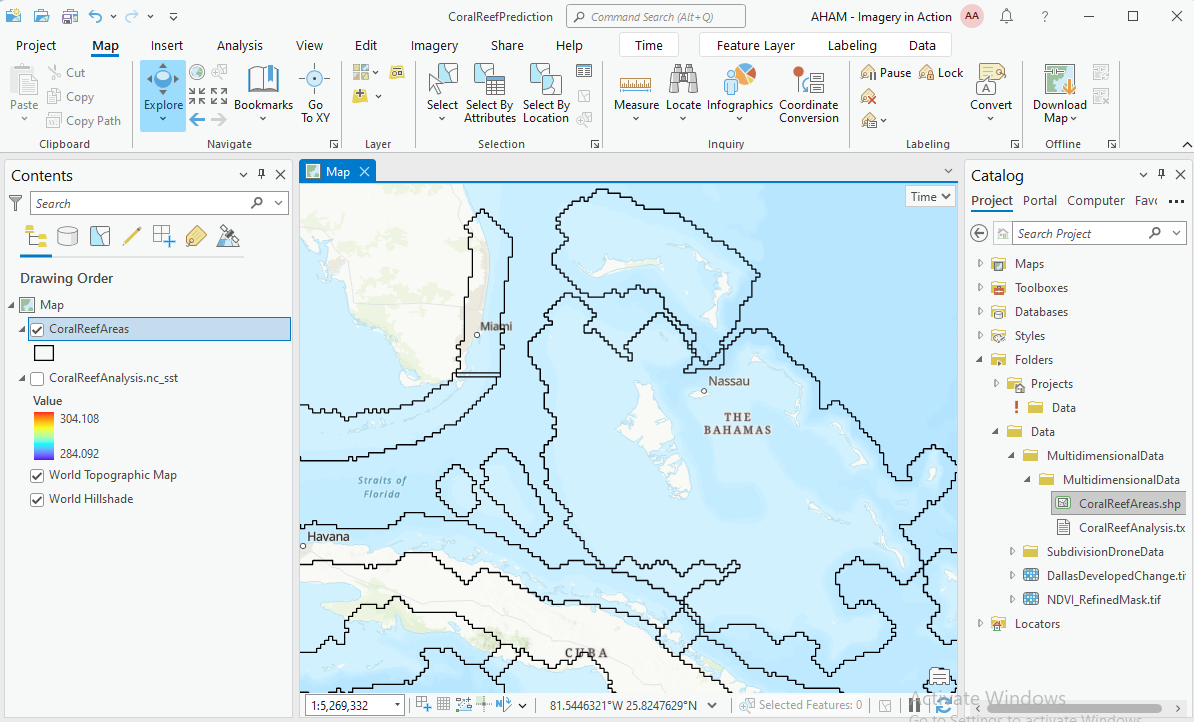 CoralReefPrediction
Command Search (Alt+Q)
AHAM - Imagery in Action
AA
?
Project
Map
Insert
Analysis
View
Edit
Imagery
Share
Help
Time
Feature Layer
Labeling
Data
Paste
Cut
Copy
Copy Path
Clipboard
Explore
Bookmarks
Go
To XY
Navigate
Layer
Select
Select By
Attributes
Select By
Location
Selection
Measure
Locate
Infographics
Coordinate
Conversion
Inquiry
Pause
Lock
Convert
Labeling
Download
Map
Offline
Contents
Search
Drawing Order
Map
CoralReefAreas
CoralReefAnalysis.nc_sst
Value
304.108
284.092
World Topographic Map
World Hillshade
Map
Time
Miami
Nassau
THE
BAHAMAS
Straits of
Florida
Havana
CUBA
1:5,269,332
81.5446321°W 25.8247629°N
Selected Features: 0
Catalog
Project
Portal
Computer
Favo
Search Project
Maps
Toolboxes
Databases
Styles
Folders
Projects
Data
Data
MultidimensionalData
MultidimensionalData
CoralReefAreas.shp
CoralReefAnalysis.tx
SubdivisionDroneData
DallasDevelopedChange.ti
NDVI_RefinedMask.tif
Locators
Activate Windows
Go to Settings to activate Windows